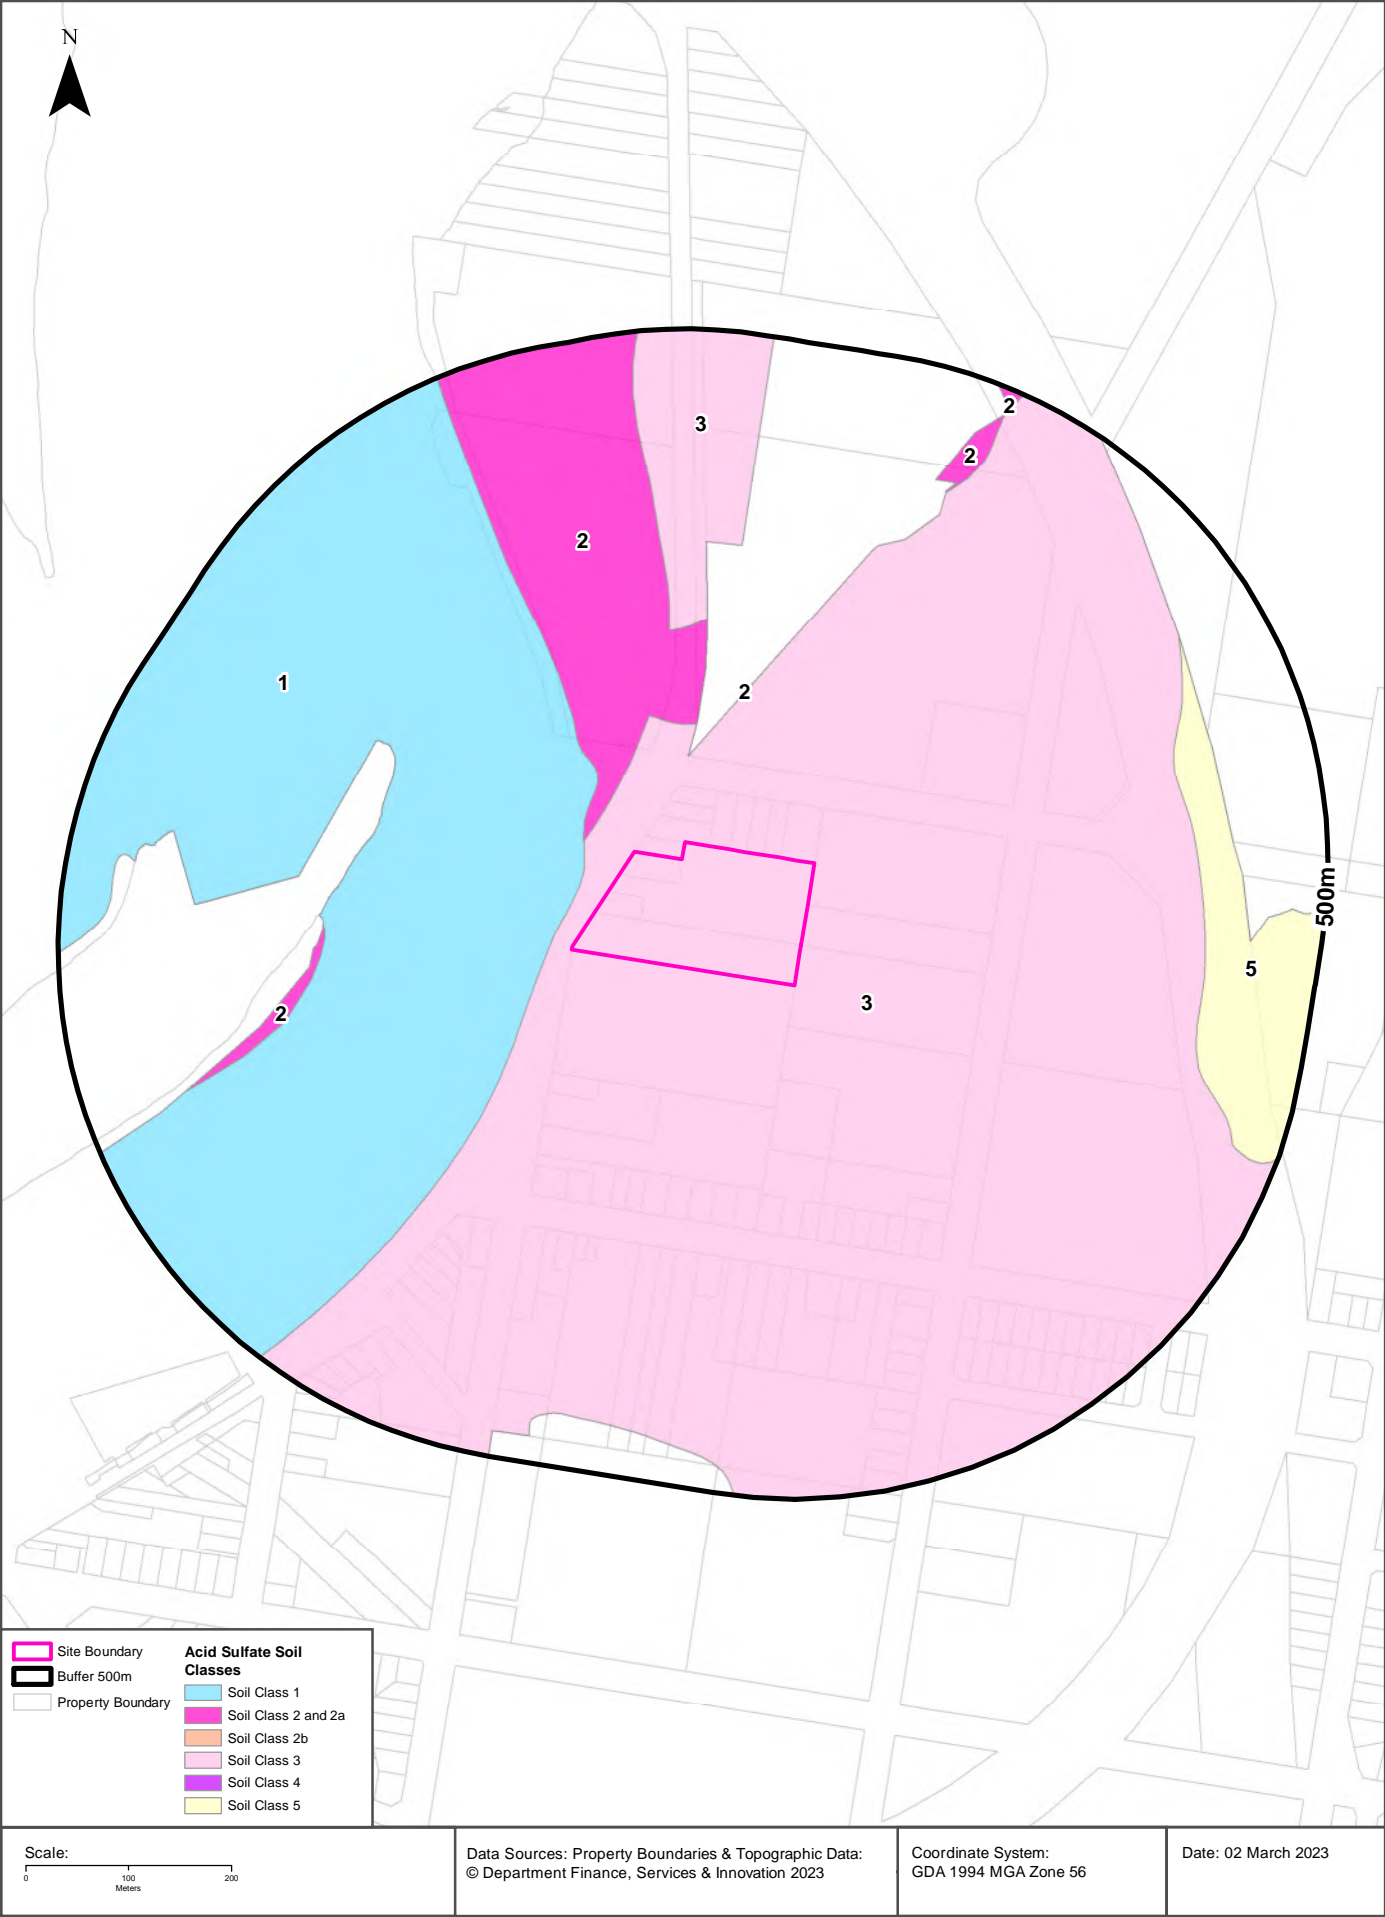 N
2
3
2
2
1
2
500m
5
3
2
Site Boundary
Buffer 500m
Property Boundary
Acid Sulfate Soil
Classes
Soil Class 1
Soil Class 2 and 2a
Soil Class 2b
Soil Class 3
Soil Class 4
Soil Class 5
Scale:
0 100 200
Meters
Data Sources: Property Boundaries & Topographic Data:
© Department Finance, Services & Innovation 2023
Coordinate System:
GDA 1994 MGA Zone 56
Date: 02 March 2023